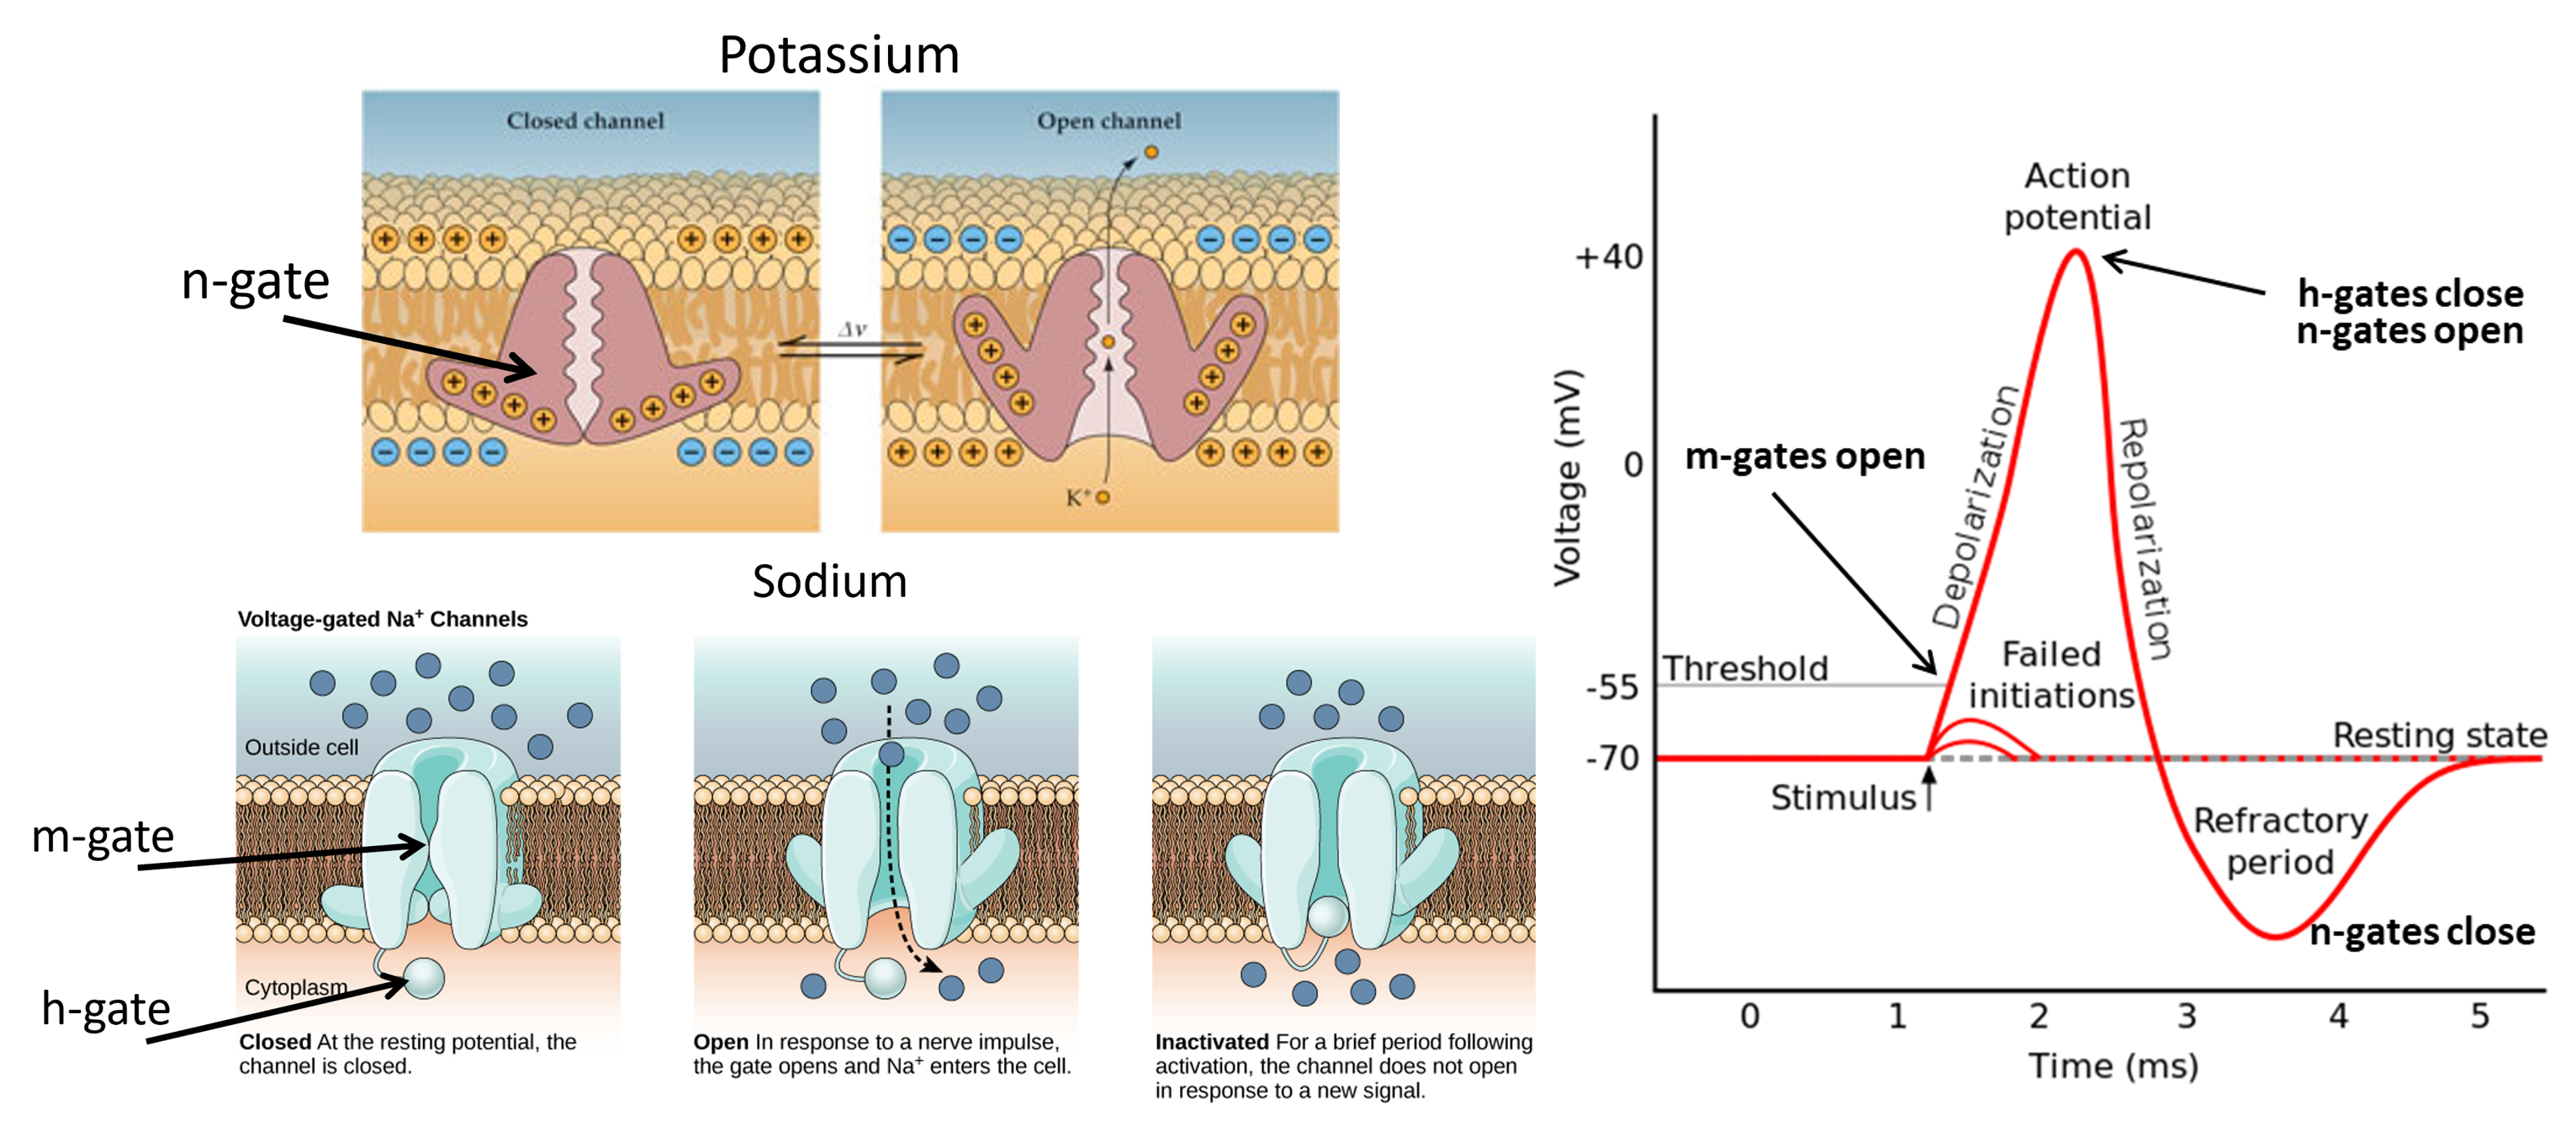 Potassium
Closed channel
Open channel
n-gate
Δv
K⁺
Sodium
Voltage-gated Na⁺ Channels
Outside cell
m-gate
Cytoplasm
h-gate
Closed At the resting potential, the
channel is closed.
Open In response to a nerve impulse,
the gate opens and Na⁺ enters the cell.
Inactivated For a brief period following
activation, the channel does not open
in response to a new signal.
Action
potential
+40
h-gates close
n-gates open
Voltage (mV)
Depolarization
Repolarization
m-gates open
0
Threshold
Failed
initiations
-55
-70
Resting state
Stimulus
Refractory
period
n-gates close
0 1 2 3 4 5
Time (ms)